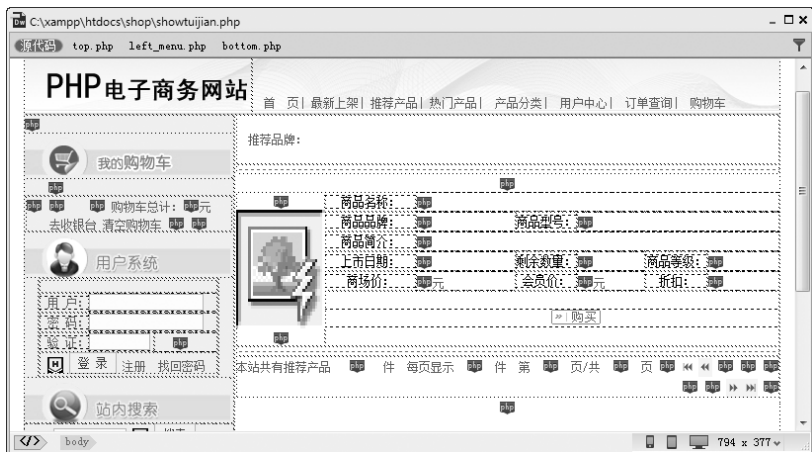 C:\xampp\htdocs\shop\showtuijian.php
源代码 top.php left_menu.php bottom.php
PHP电子商务网站
首 页| 最新上架| 推荐产品| 热门产品| 产品分类| 用户中心| 订单查询| 购物车
php
推荐品牌：
我的购物车
php
php
php php php 购物车总计： php元
去收银台 清空购物车 php php
php
商品名称： php
商品品牌： php 商品型号： php
商品简介： php
上市日期： php 剩余数量： php 商品等级： php
商场价： php元 会员价： php元 折扣： php
购买
php
用户系统
用 户：
密 码：
验 证： php
H 登 录 注册 找回密码
本站共有推荐产品 php 件 每页显示 php 件 第 php 页/共 php 页 php php php php
php php php
php
站内搜索
</> body 794 x 377